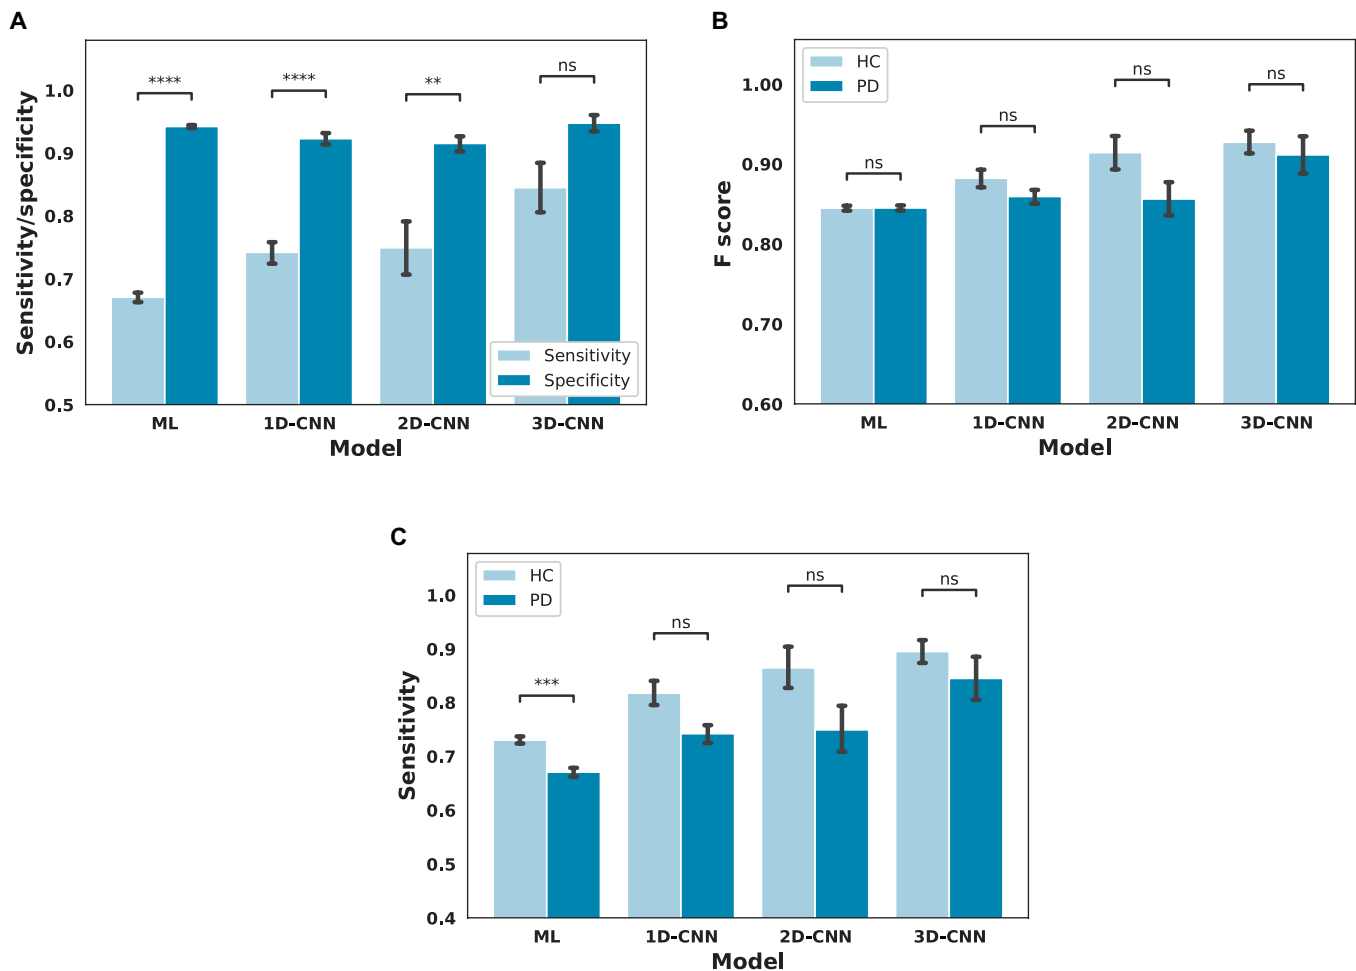 A
Sensitivity/specificity
1.0
0.9
0.8
0.7
0.6
0.5
****
****
**
ns
Sensitivity
Specificity
ML
1D-CNN
2D-CNN
3D-CNN
Model
B
F score
1.00
0.90
0.80
0.70
0.60
HC
PD
ns
ns
ns
ns
ML
1D-CNN
2D-CNN
3D-CNN
Model
C
Sensitivity
1.0
0.9
0.8
0.7
0.6
0.5
0.4
HC
PD
***
ns
ns
ns
ML
1D-CNN
2D-CNN
3D-CNN
Model